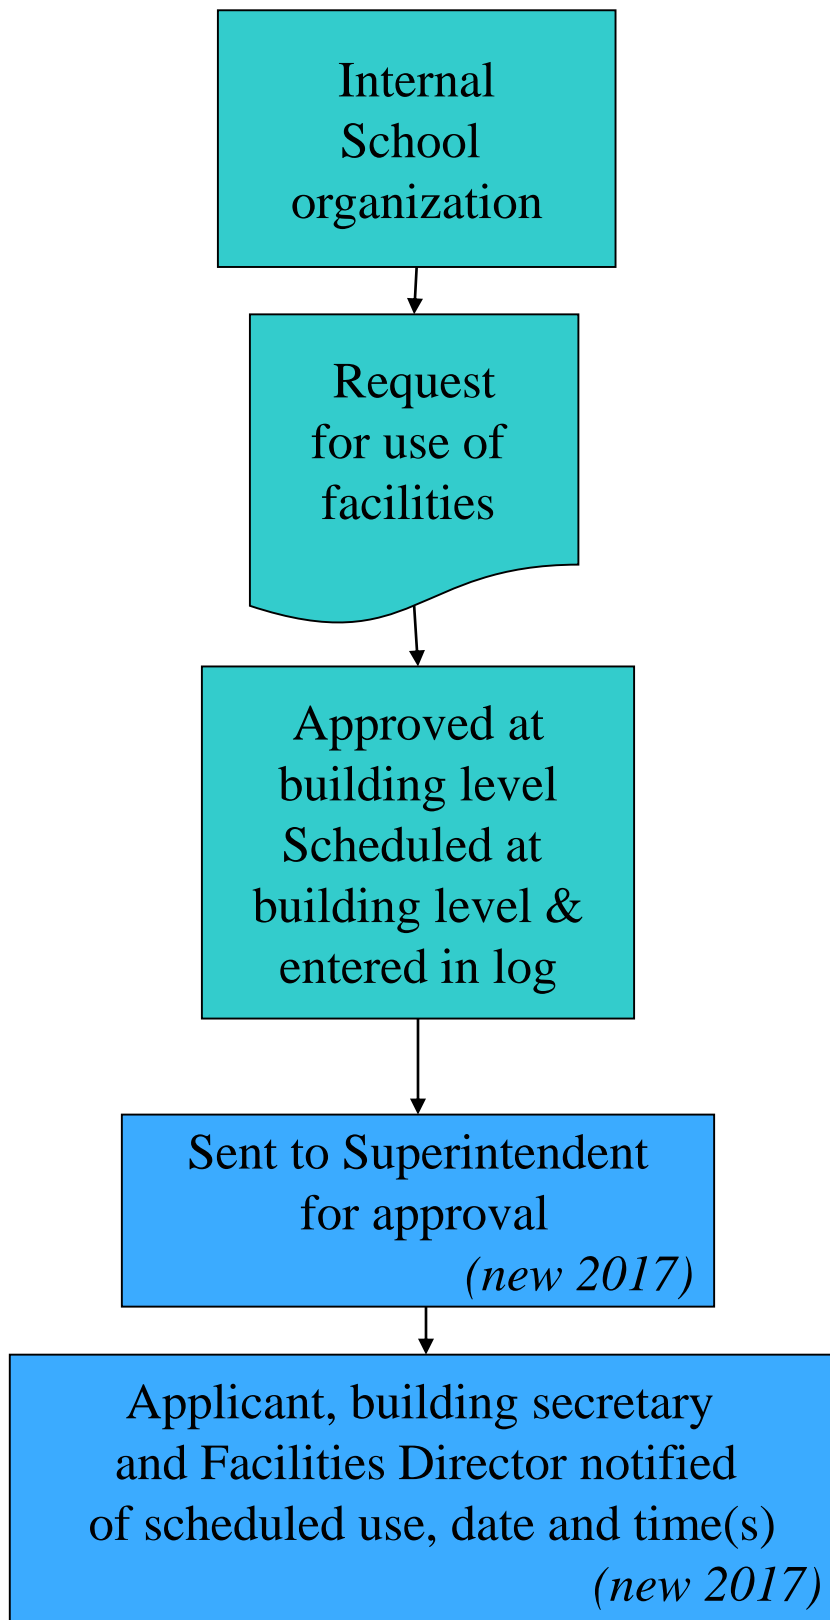 Internal
School
organization
Request
for use of
facilities
Approved at
building level
Scheduled at
building level &
entered in log
Sent to Superintendent
for approval
(new 2017)
Applicant, building secretary
and Facilities Director notified
of scheduled use, date and time(s)
(new 2017)